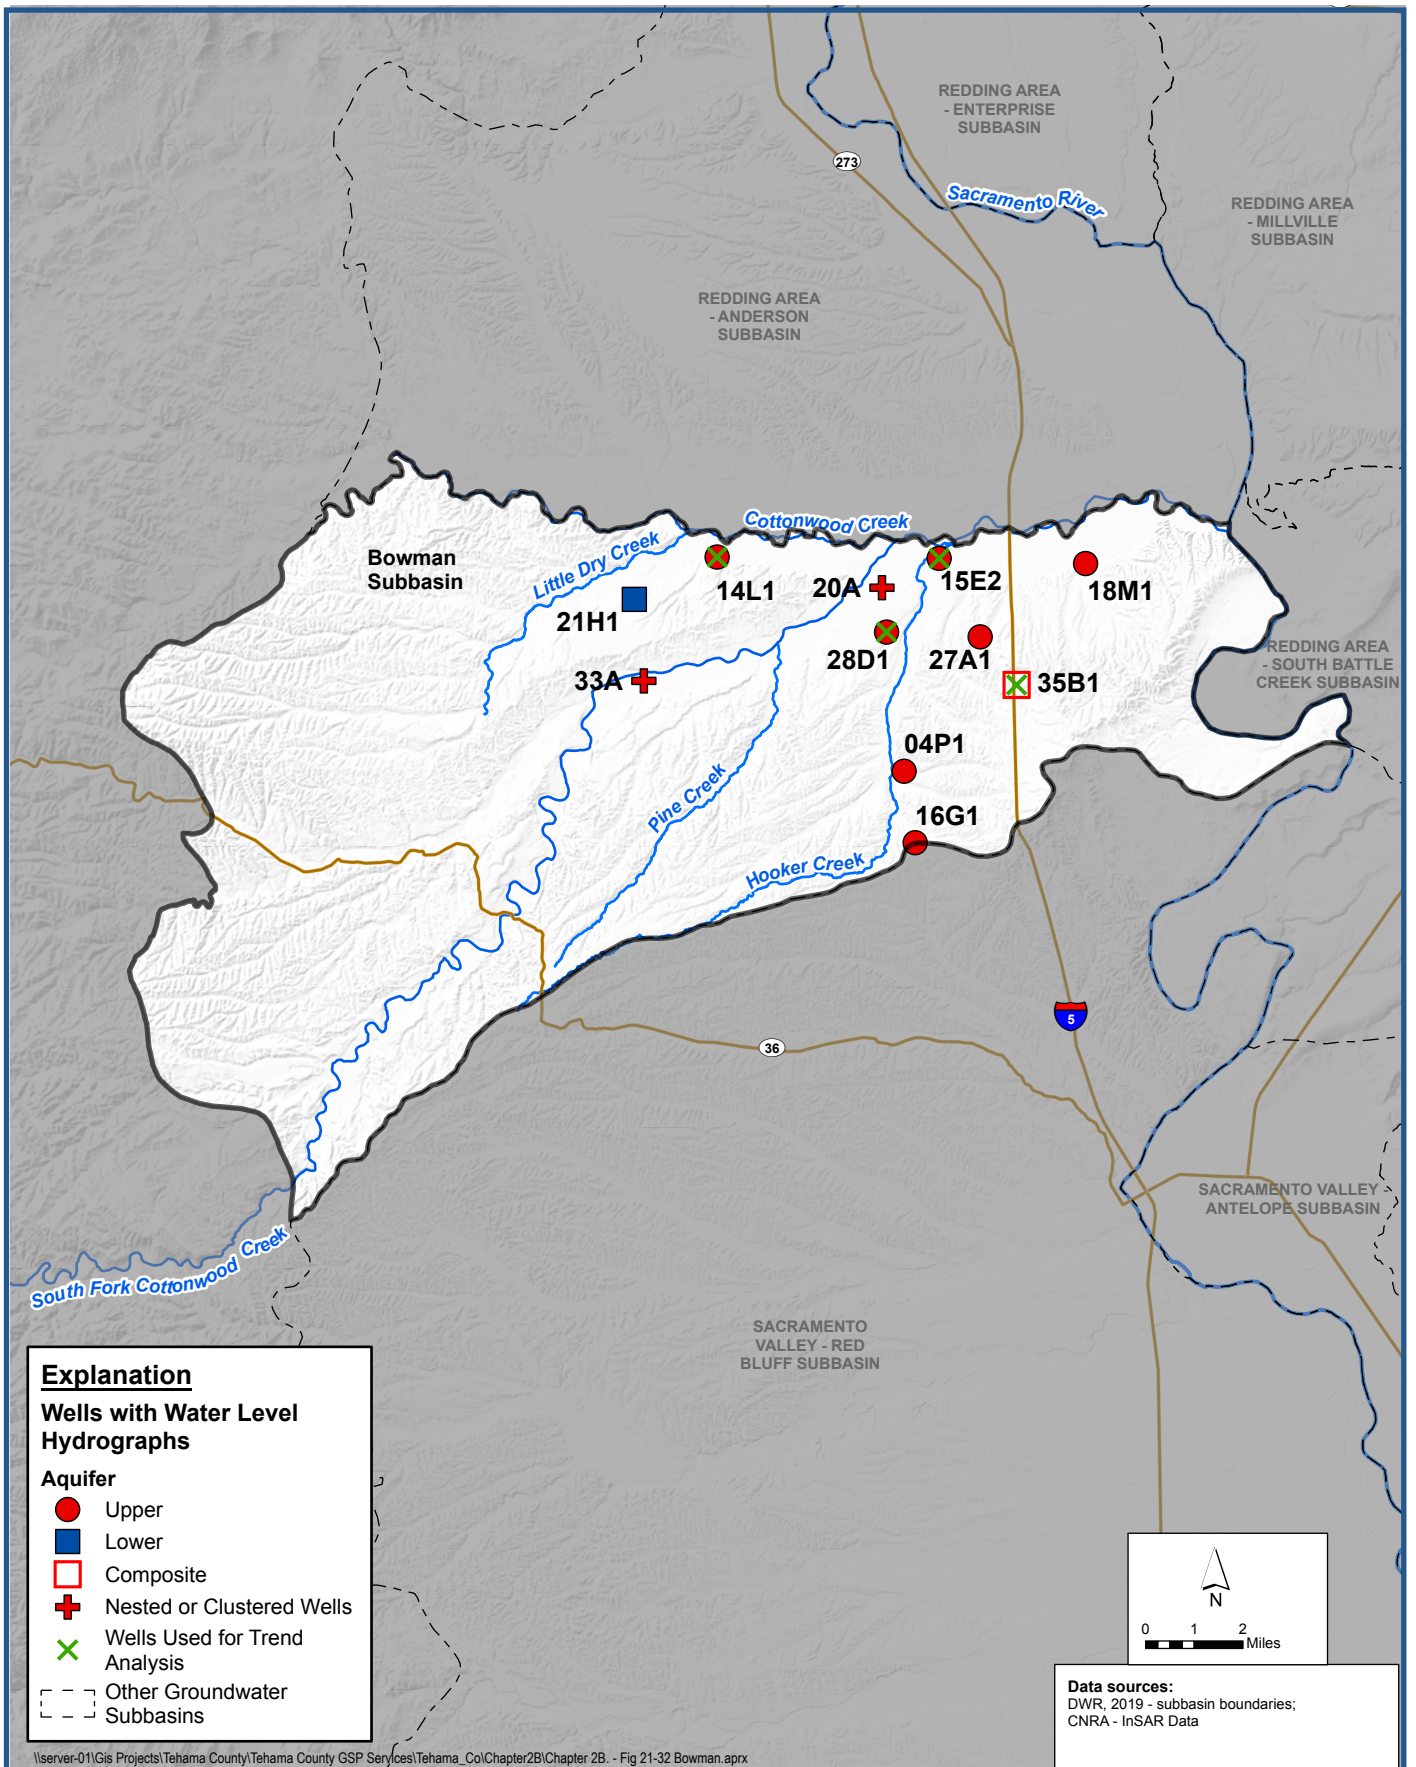 REDDING AREA
- ENTERPRISE
SUBBASIN
273
Sacramento River
REDDING AREA
- MILLVILLE
SUBBASIN
REDDING AREA
- ANDERSON
SUBBASIN
Cottonwood Creek
Bowman
Subbasin
Little Dry Creek
14L1
20A
15E2
18M1
21H1
28D1
27A1
REDDING AREA
- SOUTH BATTLE
CREEK SUBBASIN
33A
35B1
04P1
Pine Creek
16G1
Hooker Creek
5
36
SACRAMENTO VALLEY -
ANTELOPE SUBBASIN
South Fork Cottonwood Creek
SACRAMENTO
VALLEY - RED
BLUFF SUBBASIN
Explanation
Wells with Water Level
Hydrographs
Aquifer
Upper
Lower
Composite
Nested or Clustered Wells
Wells Used for Trend
Analysis
Other Groundwater
Subbasins
N
0 1 2
Miles
Data sources:
DWR, 2019 - subbasin boundaries;
CNRA - InSAR Data
\\server-01\Gis Projects\Tehama County\Tehama County GSP Services\Tehama_Co\Chapter2B\Chapter 2B. - Fig 21-32 Bowman.aprx